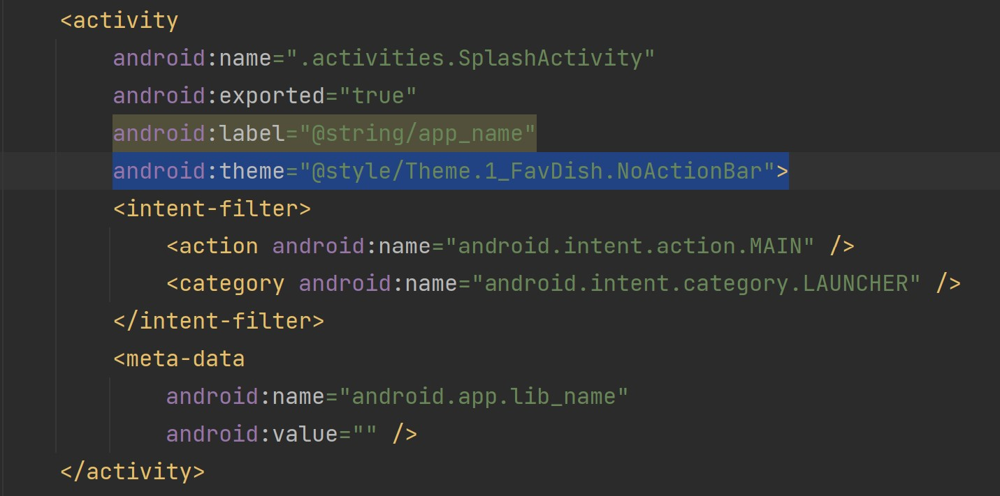 <activity
android:name=".activities.SplashActivity"
android:exported="true"
android:label="@string/app_name"
android:theme="@style/Theme.1_FavDish.NoActionBar">
<intent-filter>
<action android:name="android.intent.action.MAIN" />
<category android:name="android.intent.category.LAUNCHER" />
</intent-filter>
<meta-data
android:name="android.app.lib_name"
android:value="" />
</activity>